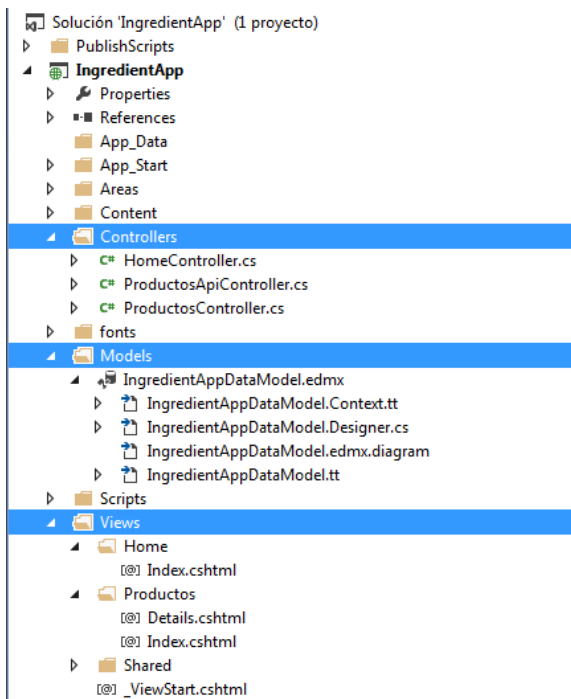 Solución 'IngredientApp' (1 proyecto)
PublishScripts
IngredientApp
Properties
References
App_Data
App_Start
Areas
Content
Controllers
C# HomeController.cs
C# ProductosApiController.cs
C# ProductosController.cs
fonts
Models
IngredientAppDataModel.edmx
IngredientAppDataModel.Context.tt
IngredientAppDataModel.Designer.cs
IngredientAppDataModel.edmx.diagram
IngredientAppDataModel.tt
Scripts
Views
Home
[@] Index.cshtml
Productos
[@] Details.cshtml
[@] Index.cshtml
Shared
[@] _ViewStart.cshtml